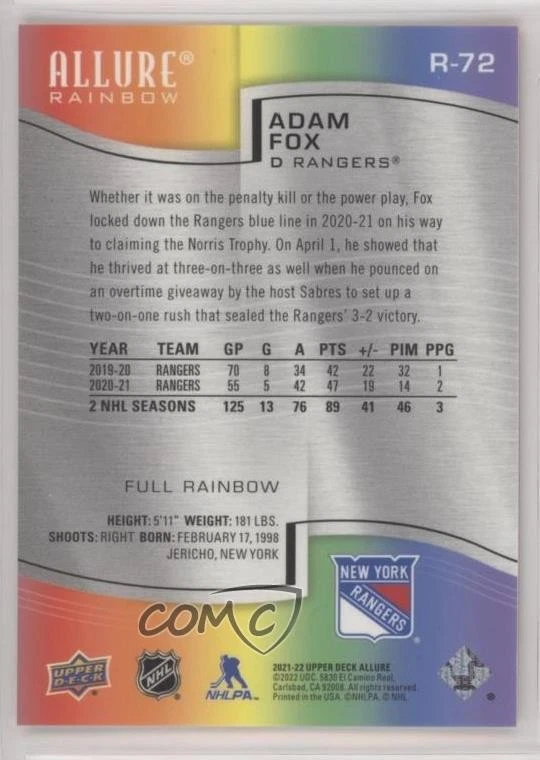 ALLURE®
RAINBOW
R-72
ADAM
FOX
D RANGERS®
Whether it was on the penalty kill or the power play, Fox
locked down the Rangers blue line in 2020-21 on his way
to claiming the Norris Trophy. On April 1, he showed that
he thrived at three-on-three as well when he pounced on
an overtime giveaway by the host Sabres to set up a
two-on-one rush that sealed the Rangers' 3-2 victory.
YEAR TEAM GP G A PTS +/- PIM PPG
2019-20 RANGERS 70 8 34 42 22 32 1
2020-21 RANGERS 55 5 42 47 19 14 2
2 NHL SEASONS 125 13 76 89 41 46 3
FULL RAINBOW
HEIGHT: 5'11" WEIGHT: 181 LBS.
SHOOTS: RIGHT BORN: FEBRUARY 17, 1998
JERICHO, NEW YORK
NEW YORK
RANGERS
®
COMC
UPPER
D·E·C·K
®
NHL
®
NHLPA
2021-22 UPPER DECK ALLURE
©2022 UDC. 5830 El Camino Real,
Carlsbad, CA 92008. All rights reserved.
Printed in the USA. ©NHLPA. © NHL.
®